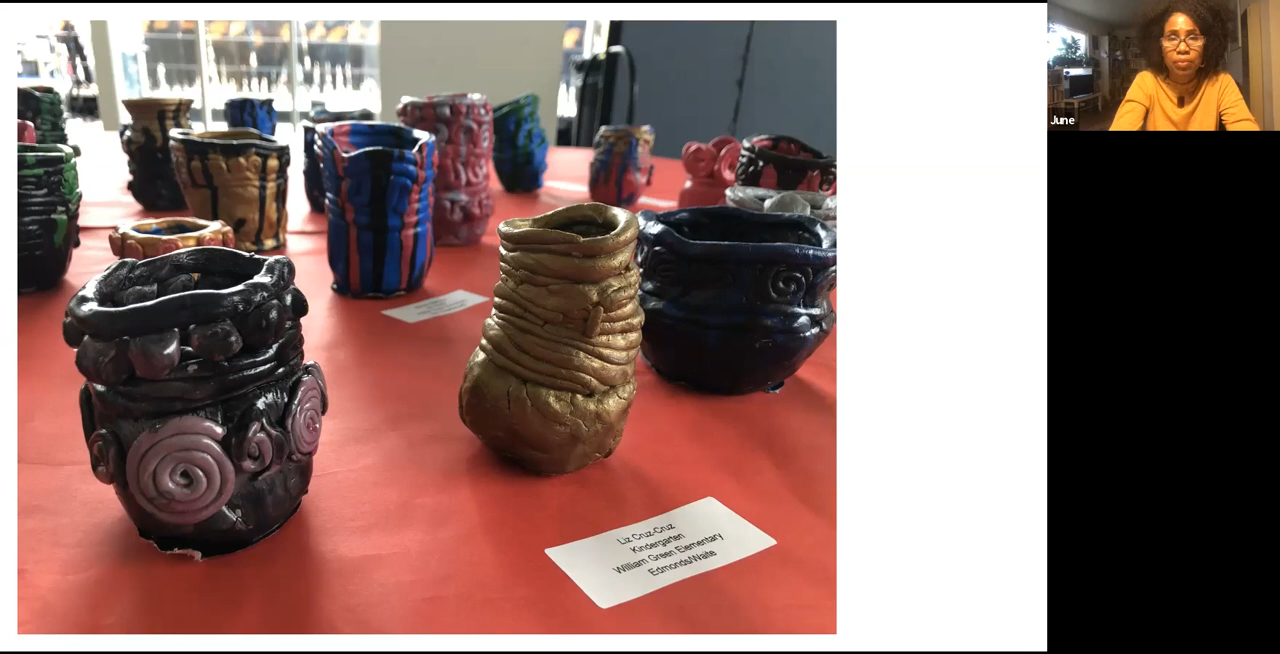 Liz Cruz-Cruz
Kindergarten
William Green Elementary
Edmonds/Waite
June